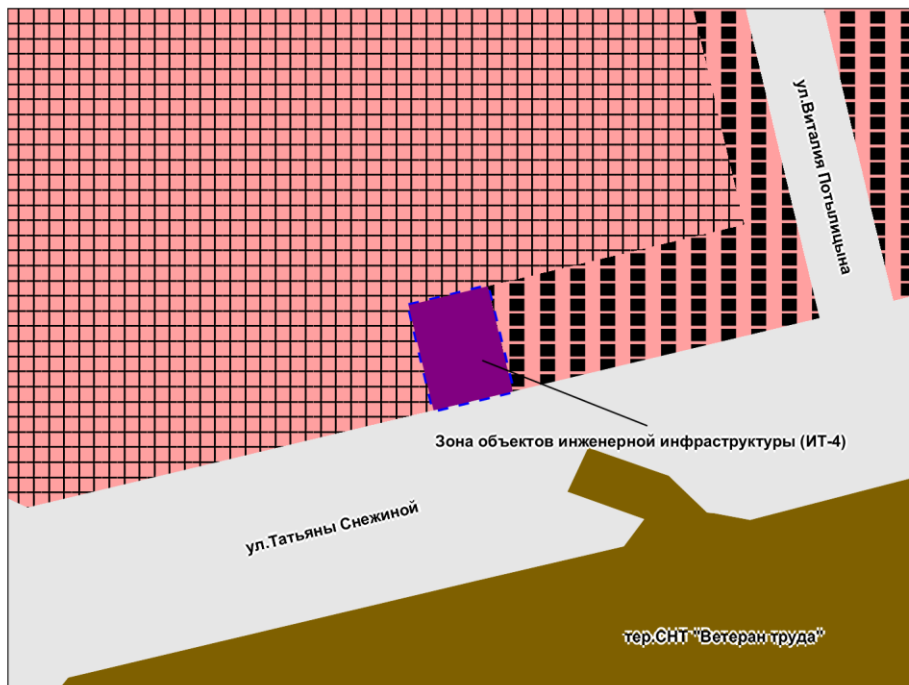 ул.Виталия Потылицына
Зона объектов инженерной инфраструктуры (ИТ-4)
ул.Татьяны Снежиной
тер.СНТ "Ветеран труда"